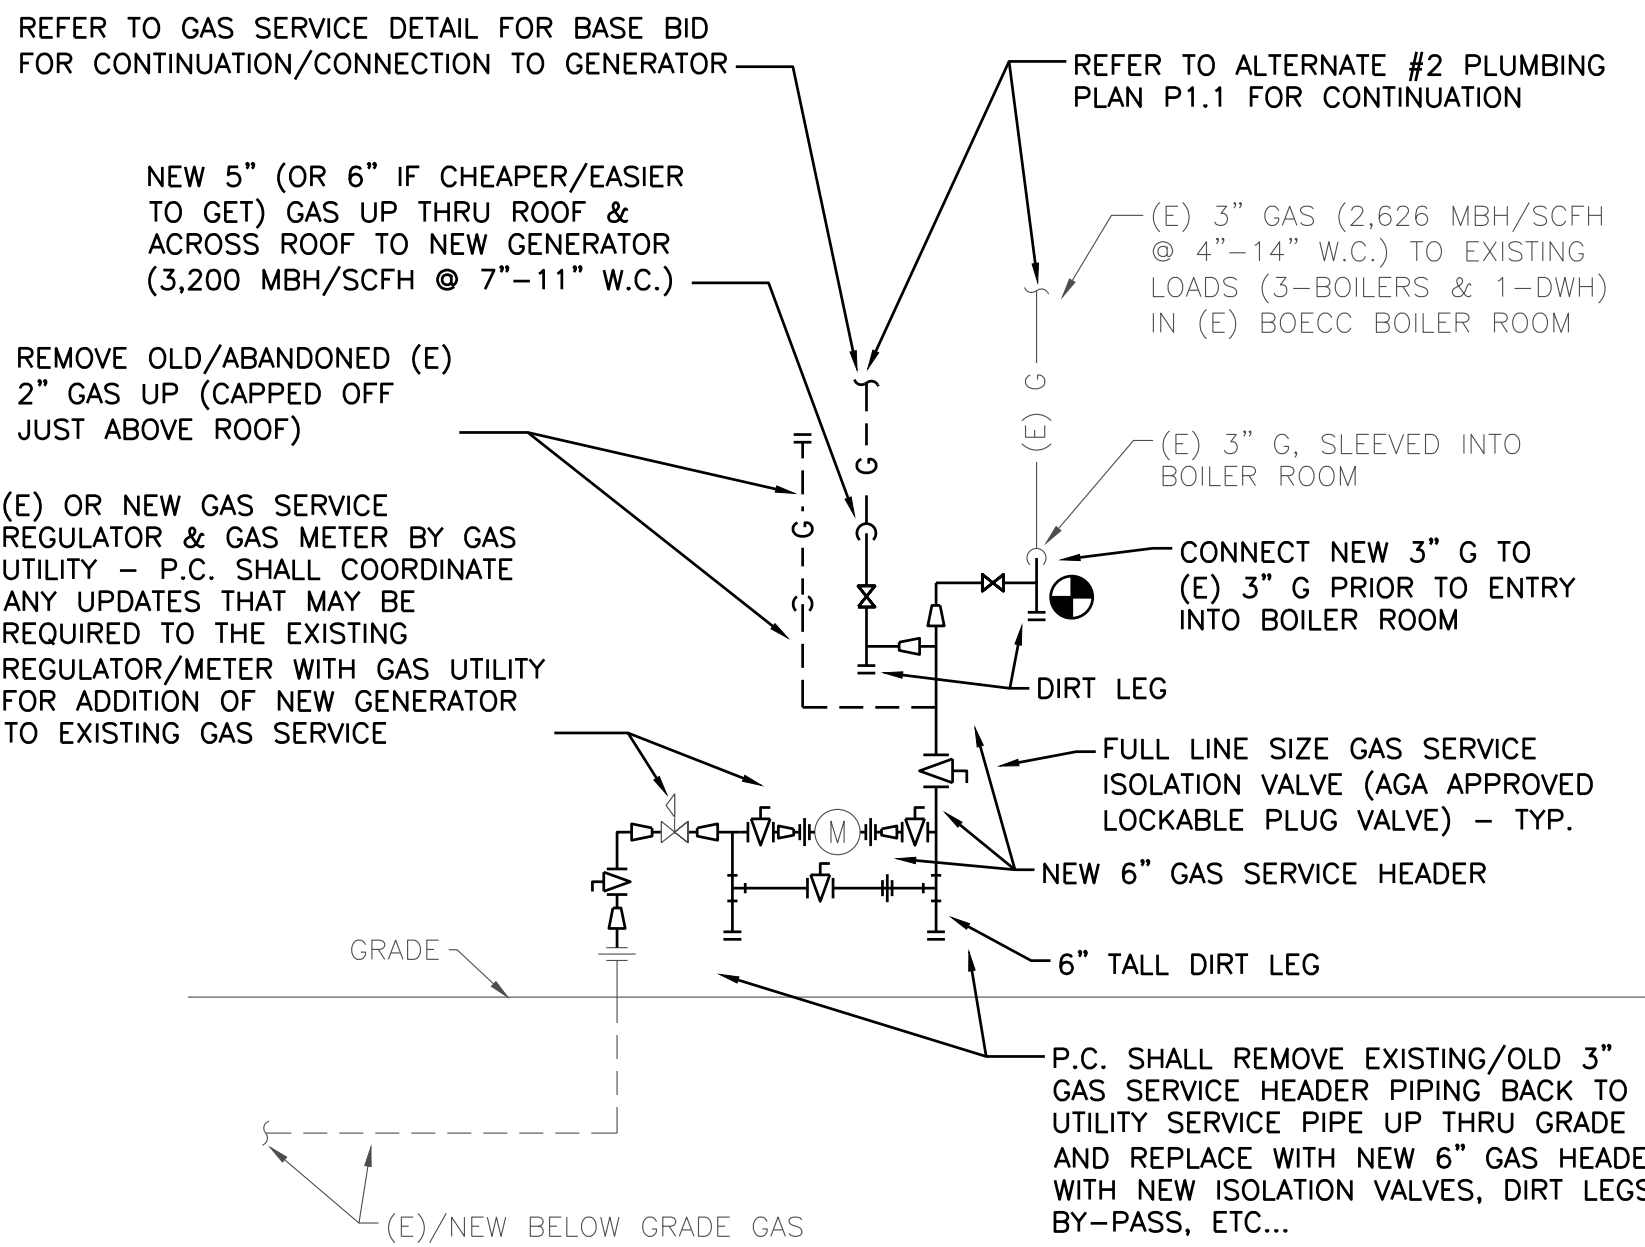 REFER TO GAS SERVICE DETAIL FOR BASE BID
FOR CONTINUATION/CONNECTION TO GENERATOR
REFER TO ALTERNATE #2 PLUMBING
PLAN P1.1 FOR CONTINUATION
NEW 5" (OR 6" IF CHEAPER/EASIER
TO GET) GAS UP THRU ROOF &
ACROSS ROOF TO NEW GENERATOR
(3,200 MBH/SCFH @ 7"-11" W.C.)
(E) 3" GAS (2,626 MBH/SCFH
@ 4"-14" W.C.) TO EXISTING
LOADS (3-BOILERS & 1-DWH)
IN (E) BOECC BOILER ROOM
REMOVE OLD/ABANDONED (E)
2" GAS UP (CAPPED OFF
JUST ABOVE ROOF)
(E) G
G
G
(E) 3" G, SLEEVED INTO
BOILER ROOM
(E) OR NEW GAS SERVICE
REGULATOR & GAS METER BY GAS
UTILITY - P.C. SHALL COORDINATE
ANY UPDATES THAT MAY BE
REQUIRED TO THE EXISTING
REGULATOR/METER WITH GAS UTILITY
FOR ADDITION OF NEW GENERATOR
TO EXISTING GAS SERVICE
CONNECT NEW 3" G TO
(E) 3" G PRIOR TO ENTRY
INTO BOILER ROOM
DIRT LEG
FULL LINE SIZE GAS SERVICE
ISOLATION VALVE (AGA APPROVED
LOCKABLE PLUG VALVE) - TYP.
M
NEW 6" GAS SERVICE HEADER
GRADE
6" TALL DIRT LEG
P.C. SHALL REMOVE EXISTING/OLD 3"
GAS SERVICE HEADER PIPING BACK TO
UTILITY SERVICE PIPE UP THRU GRADE
AND REPLACE WITH NEW 6" GAS HEADE
WITH NEW ISOLATION VALVES, DIRT LEGS
BY-PASS, ETC...
(E)/NEW BELOW GRADE GAS